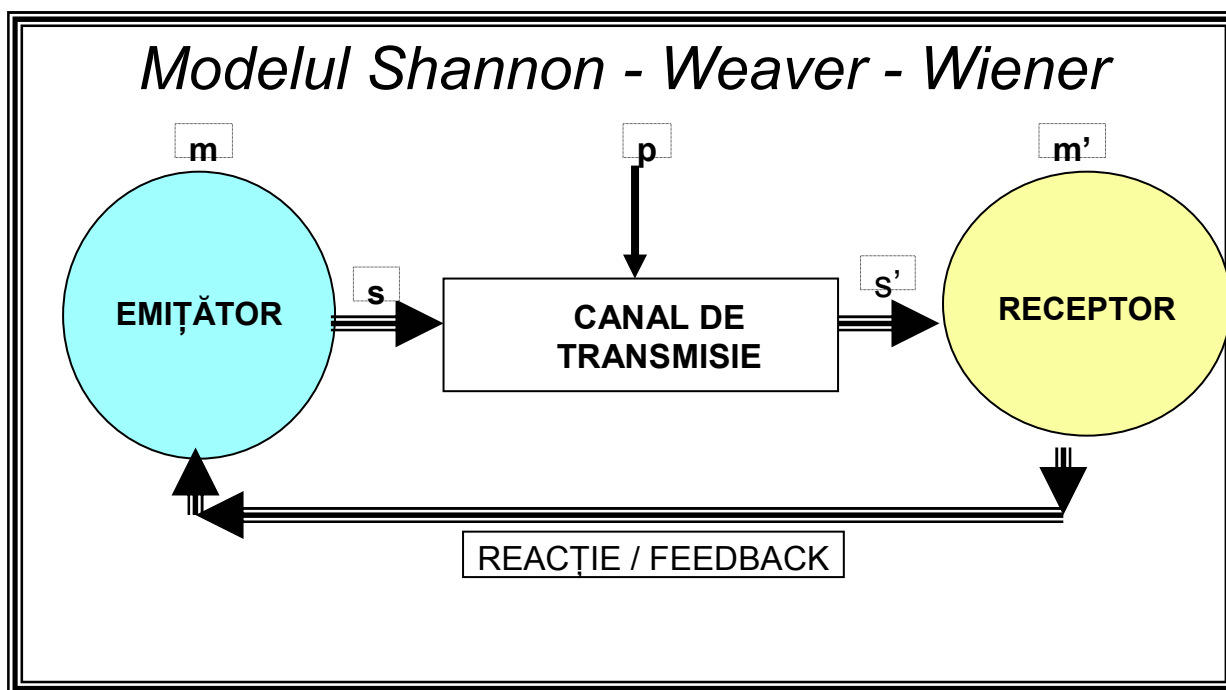 Modelul Shannon - Weaver - Wiener
m
p
m’
s
s’
EMIȚĂTOR
CANAL DE
TRANSMISIE
RECEPTOR
REACȚIE / FEEDBACK